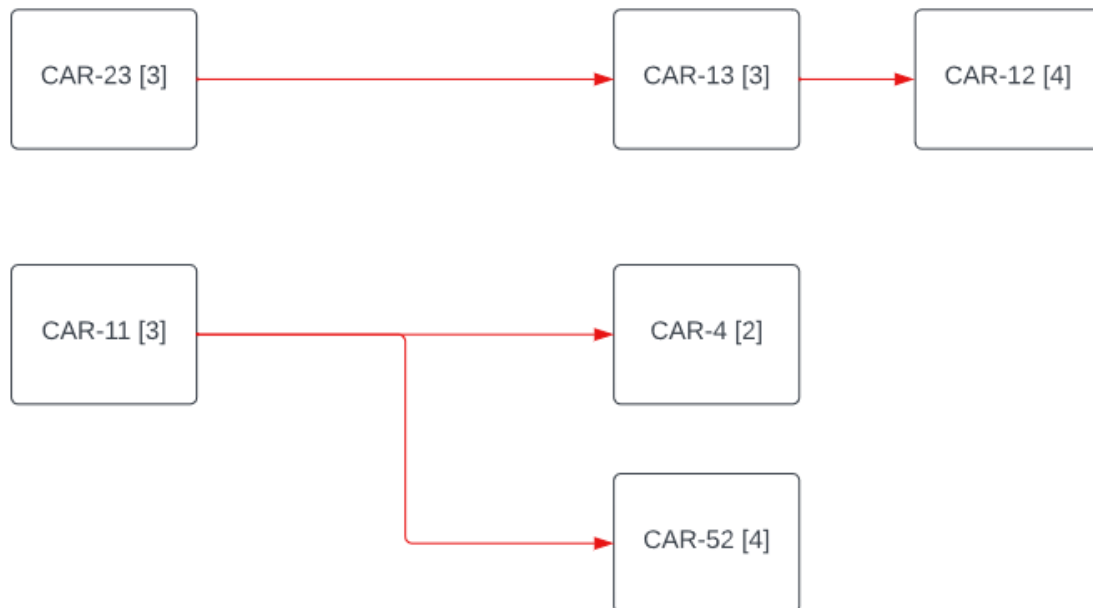 CAR-23 [3]
CAR-13 [3]
CAR-12 [4]
CAR-11 [3]
CAR-4 [2]
CAR-52 [4]